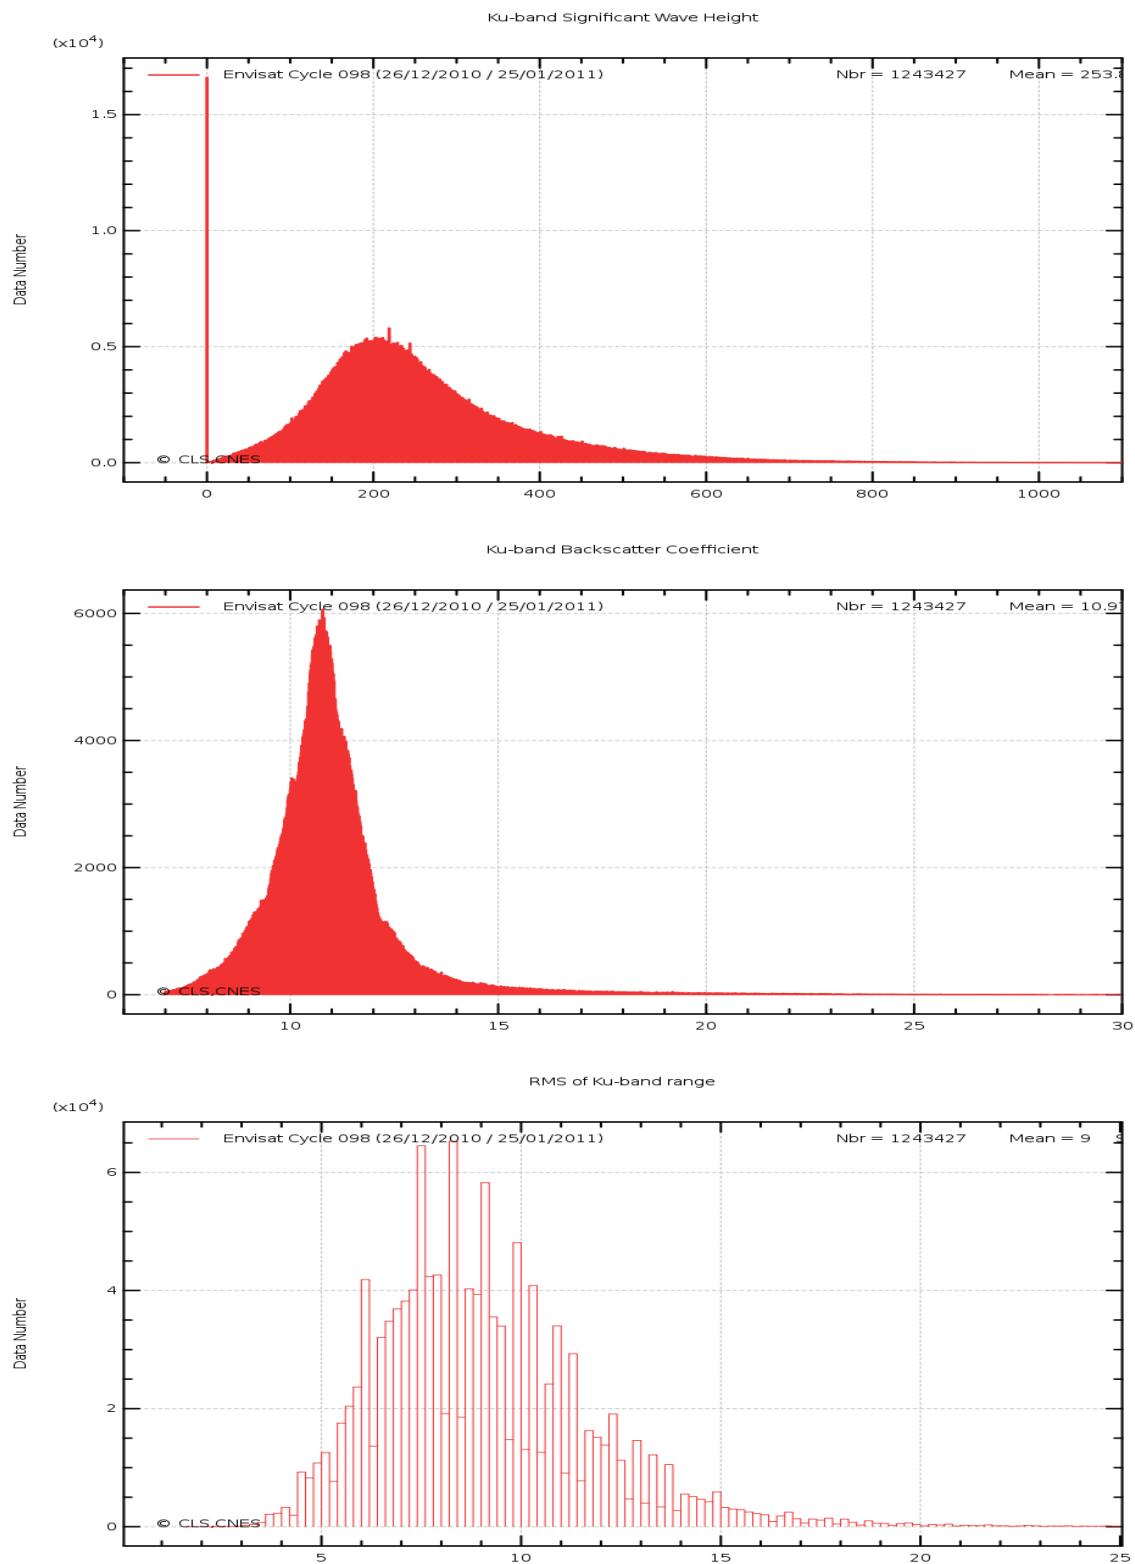 Ku-band Significant Wave Height
(x10⁴)
Envisat Cycle 098 (26/12/2010 / 25/01/2011) Nbr = 1243427 Mean = 253.
1.5
1.0
0.5
0.0
Data Number
© CLS,CNES
0 200 400 600 800 1000
Ku-band Backscatter Coefficient
Envisat Cycle 098 (26/12/2010 / 25/01/2011) Nbr = 1243427 Mean = 10.9
6000
4000
2000
0
Data Number
© CLS,CNES
10 15 20 25 30
RMS of Ku-band range
(x10⁴)
Envisat Cycle 098 (26/12/2010 / 25/01/2011) Nbr = 1243427 Mean = 9
6
4
2
0
Data Number
© CLS,CNES
5 10 15 20 25